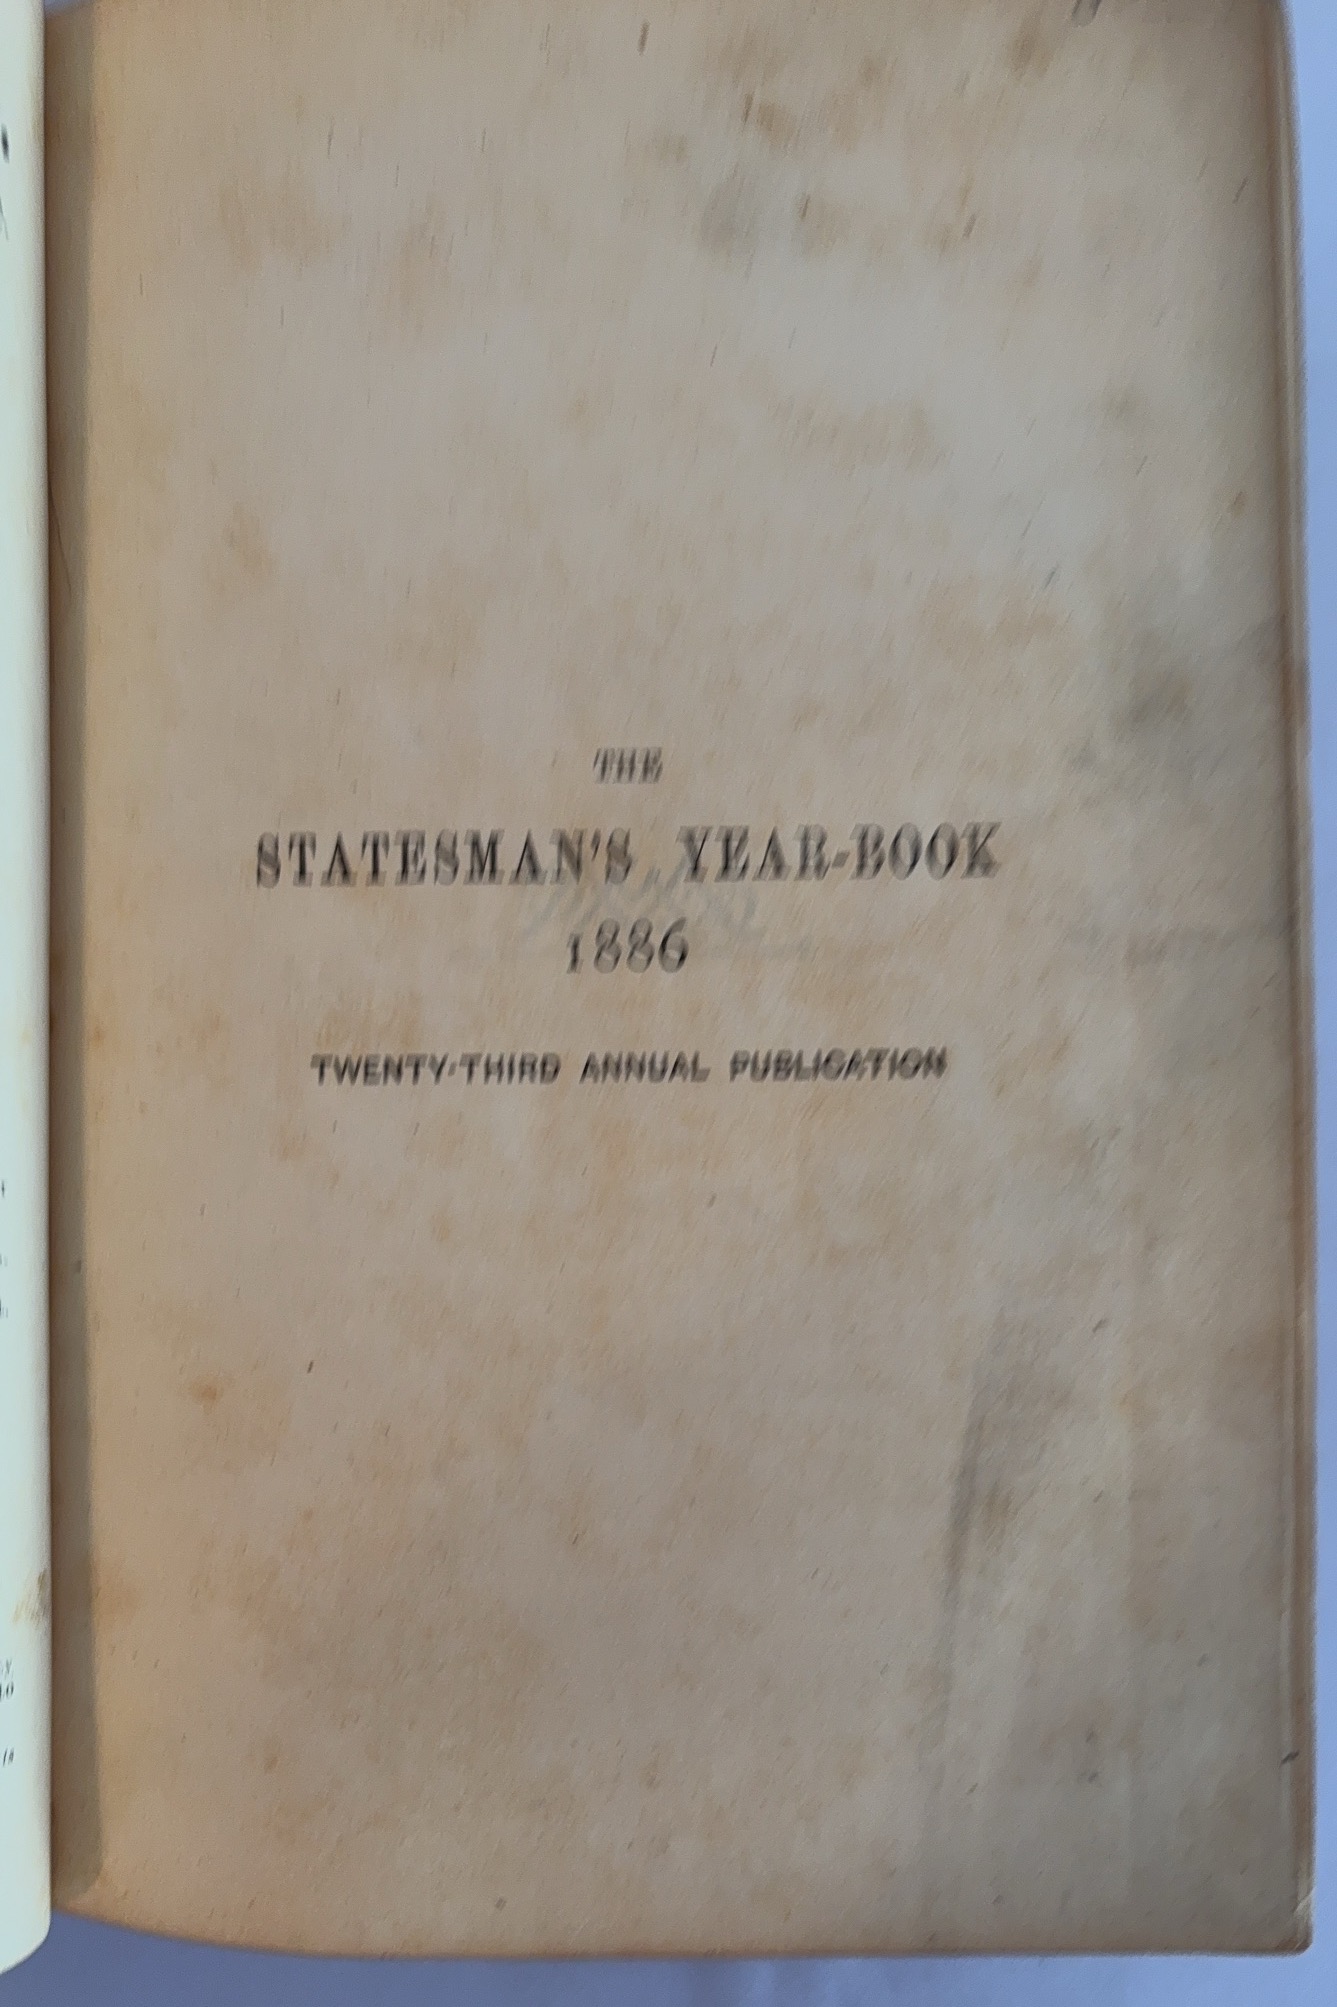 THE
STATESMAN'S YEAR-BOOK
1886
TWENTY-THIRD ANNUAL PUBLICATION